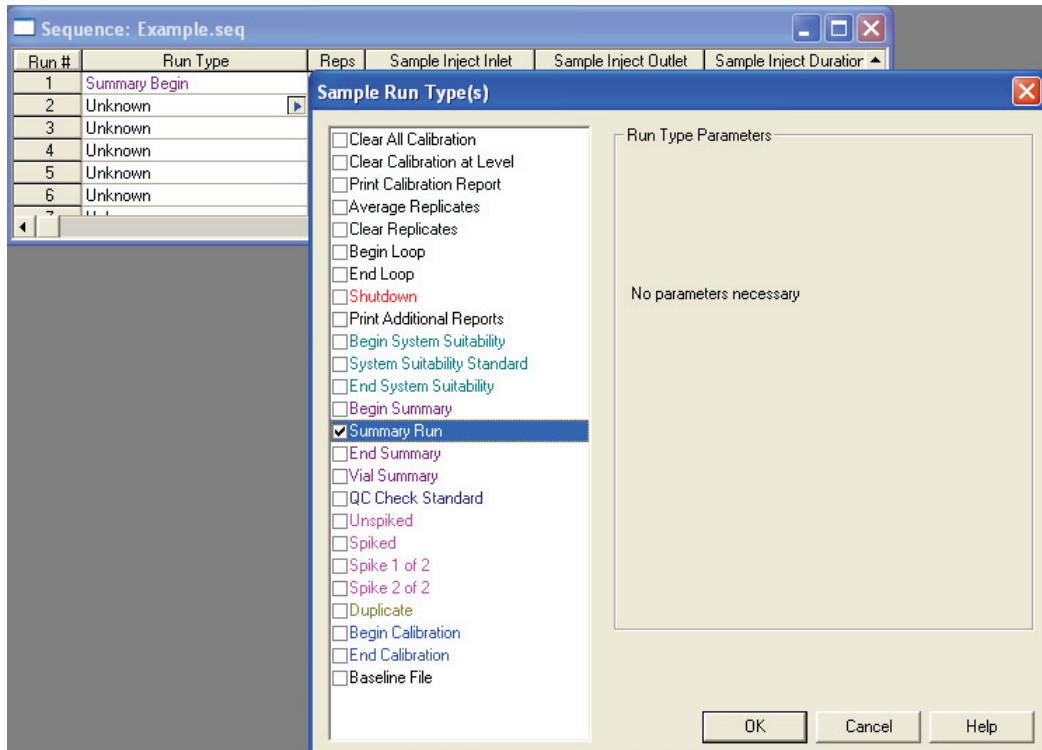 Sequence: Example.seq
Run # Run Type Reps Sample Inject Inlet Sample Inject Outlet Sample Inject Duration
1 Summary Begin
2 Unknown
3 Unknown
4 Unknown
5 Unknown
6 Unknown
Sample Run Type(s)
Clear All Calibration
Clear Calibration at Level
Print Calibration Report
Average Replicates
Clear Replicates
Begin Loop
End Loop
Shutdown
Print Additional Reports
Begin System Suitability
System Suitability Standard
End System Suitability
Begin Summary
Summary Run
End Summary
Vial Summary
QC Check Standard
Unspiked
Spiked
Spike 1 of 2
Spike 2 of 2
Duplicate
Begin Calibration
End Calibration
Baseline File
Run Type Parameters
No parameters necessary
OK Cancel Help